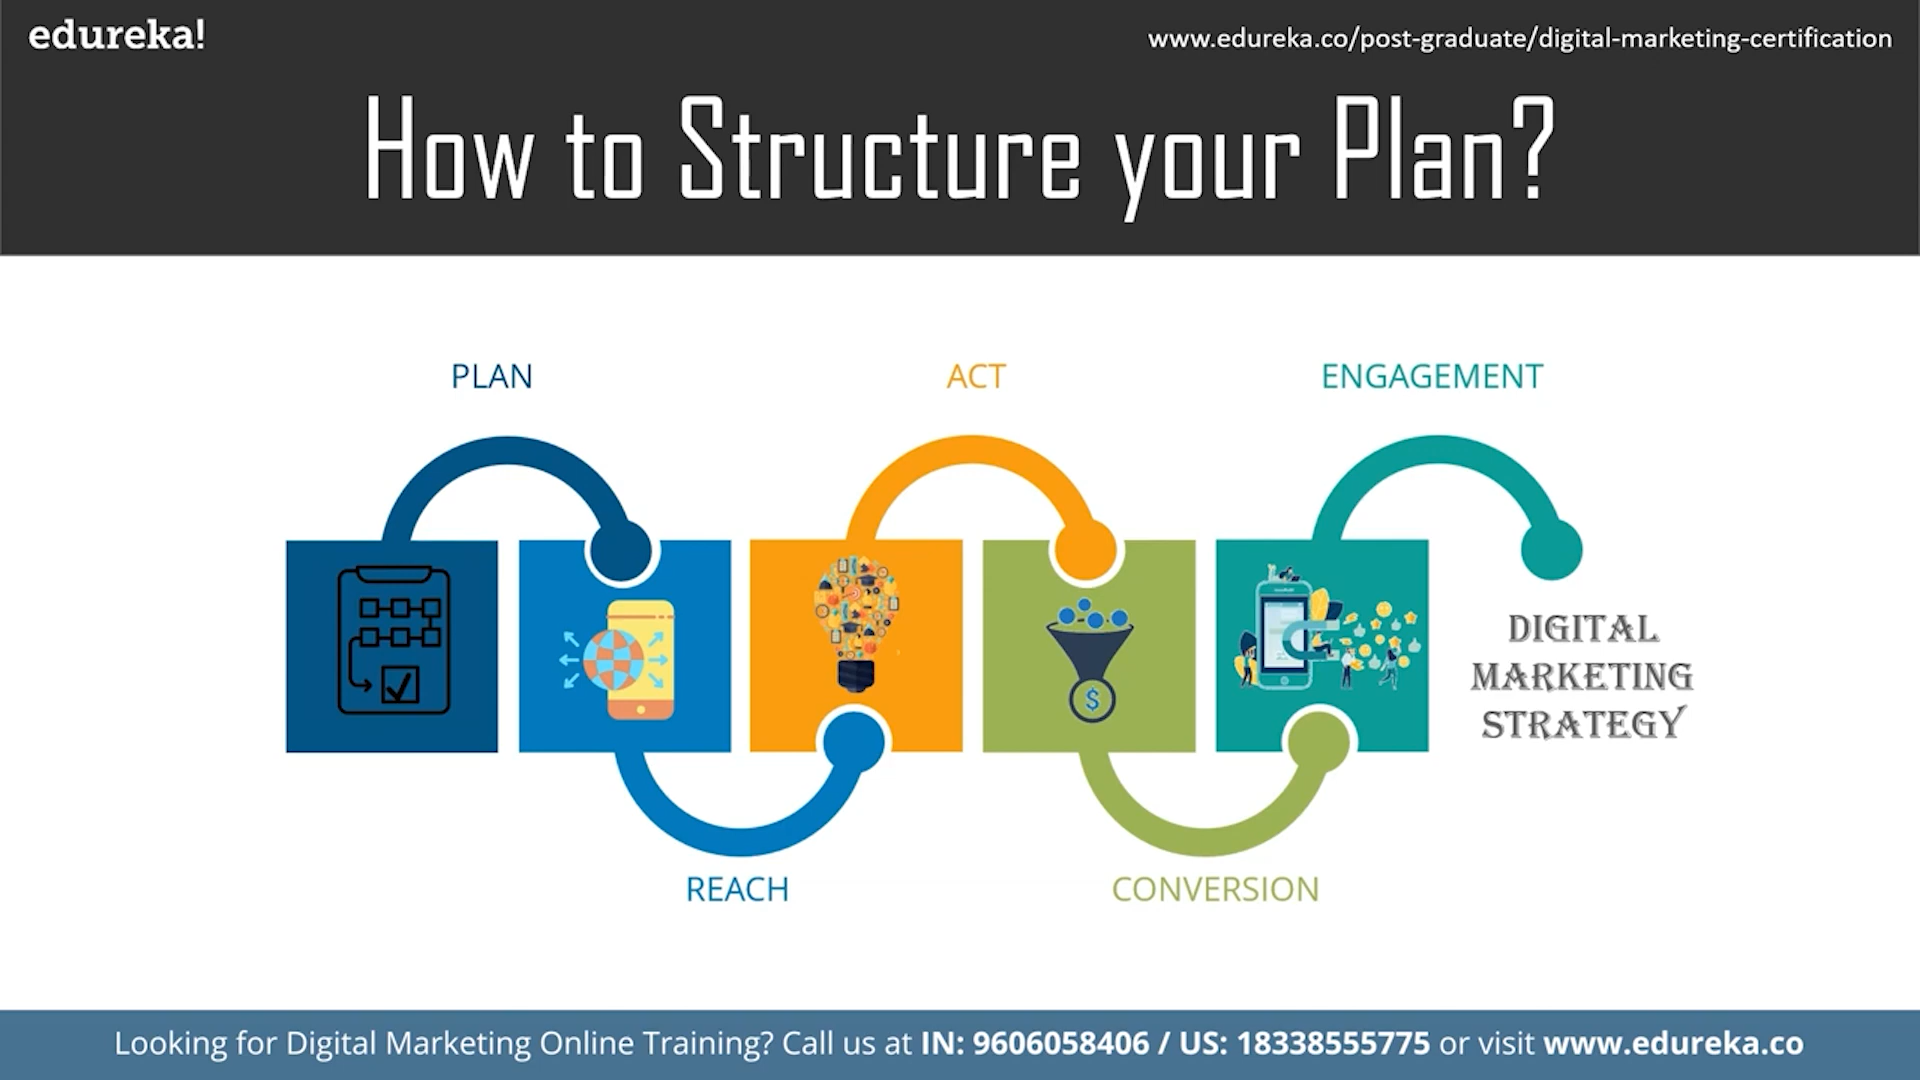 edureka!
www.edureka.co/post-graduate/digital-marketing-certification
How to Structure your Plan?
PLAN
ACT
ENGAGEMENT
$
DIGITAL
MARKETING
STRATEGY
REACH
CONVERSION
Looking for Digital Marketing Online Training? Call us at IN: 9606058406 / US: 18338555775 or visit www.edureka.co